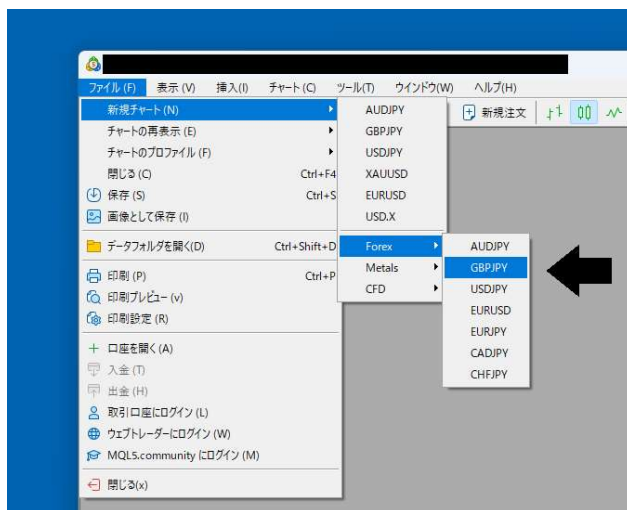 ファイル(F) 表示(V) 挿入(I) チャート(C) ツール(T) ウインドウ(W) ヘルプ(H)
新規注文
新規チャート(N)
チャートの再表示(E)
チャートのプロファイル(F)
閉じる(C) Ctrl+F4
保存(S) Ctrl+S
画像として保存(I)
データフォルダを開く(D) Ctrl+Shift+D
印刷(P) Ctrl+P
印刷プレビュー(v)
印刷設定(R)
口座を開く(A)
入金(T)
出金(H)
取引口座にログイン(L)
ウェブトレーダーにログイン(W)
MQL5.community にログイン(M)
閉じる(x)
AUDJPY
GBPJPY
USDJPY
XAUUSD
EURUSD
USD.X
Forex
Metals
CFD
AUDJPY
GBPJPY
USDJPY
EURUSD
EURJPY
CADJPY
CHFJPY